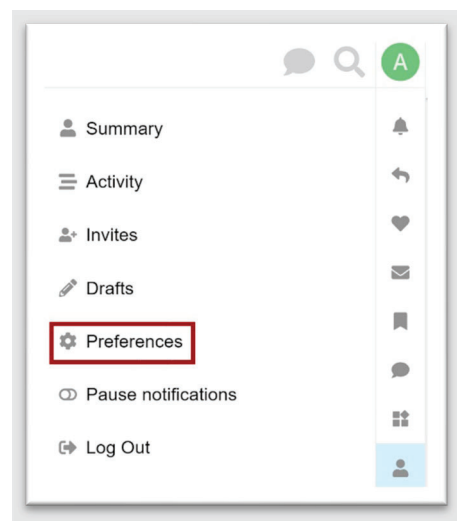 A
Summary
Activity
Invites
Drafts
Preferences
Pause notifications
Log Out